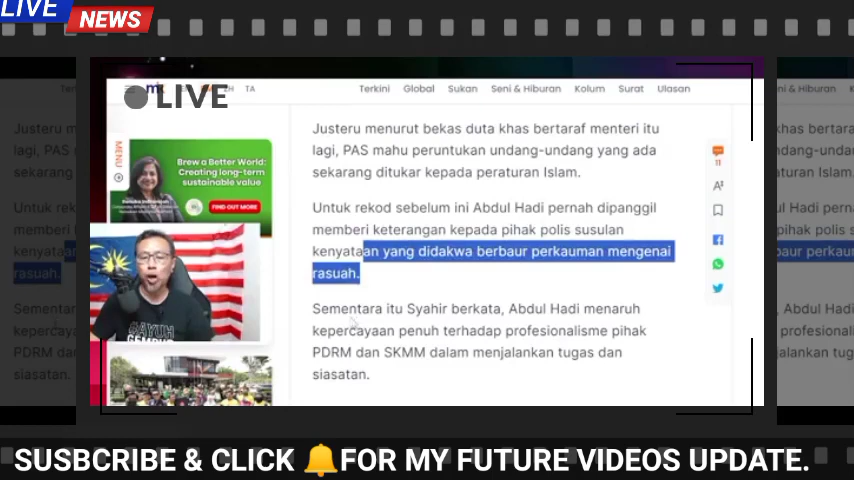 LIVE
NEWS
LIVE
TA
Terkini Global Sukan Seni & Hiburan Kolum Surat Ulasan
Justeru menurut bekas duta khas bertaraf menteri itu
lagi, PAS mahu peruntukan undang-undang yang ada
sekarang ditukar kepada peraturan Islam.
Untuk rekod sebelum ini Abdul Hadi pernah dipanggil
memberi keterangan kepada pihak polis susulan
kenyataan yang didakwa berbaur perkauman mengenai
rasuah.
Sementara itu Syahir berkata, Abdul Hadi menaruh
kepercayaan penuh terhadap profesionalisme pihak
PDRM dan SKMM dalam menjalankan tugas dan
siasatan.
MENU
Brew a Better World:
Creating long-term
sustainable value
FIND OUT MORE
11
SUSBCRIBE & CLICK 🔔FOR MY FUTURE VIDEOS UPDATE.